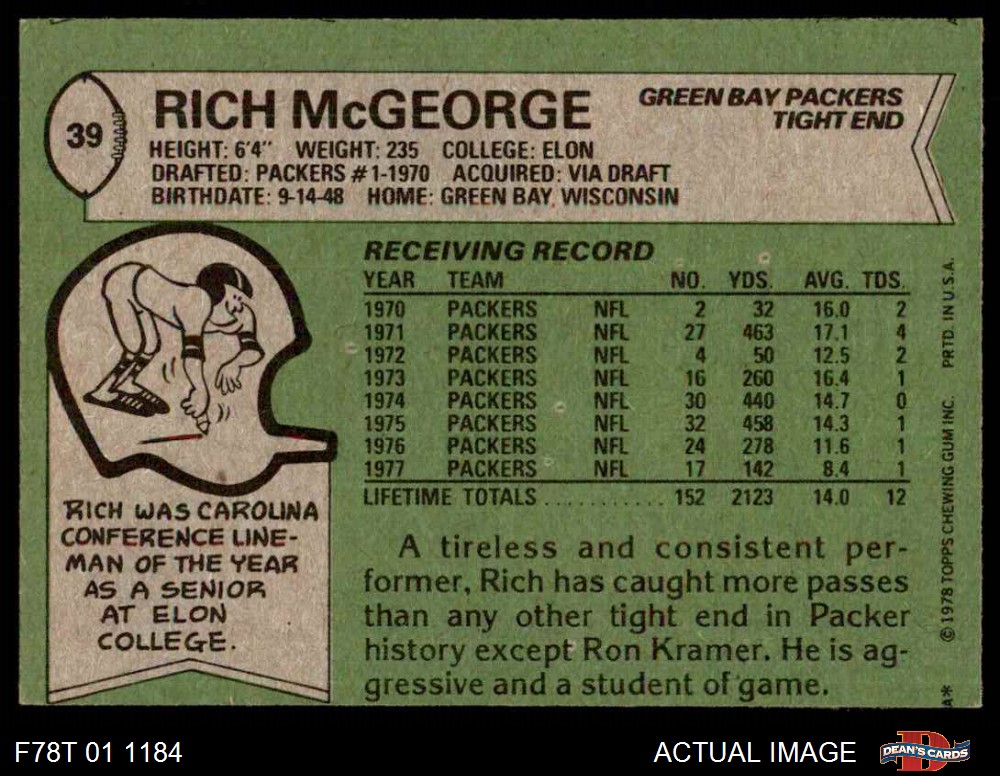 39
RICH McGEORGE
GREEN BAY PACKERS
TIGHT END
HEIGHT: 6'4" WEIGHT: 235 COLLEGE: ELON
DRAFTED: PACKERS #1-1970 ACQUIRED: VIA DRAFT
BIRTHDATE: 9-14-48 HOME: GREEN BAY, WISCONSIN
RECEIVING RECORD
YEAR TEAM NO. YDS. AVG. TDS.
1970 PACKERS NFL 2 32 16.0 2
1971 PACKERS NFL 27 463 17.1 4
1972 PACKERS NFL 4 50 12.5 2
1973 PACKERS NFL 16 260 16.4 1
1974 PACKERS NFL 30 440 14.7 0
1975 PACKERS NFL 32 458 14.3 1
1976 PACKERS NFL 24 278 11.6 1
1977 PACKERS NFL 17 142 8.4 1
LIFETIME TOTALS ........... 152 2123 14.0 12
RICH WAS CAROLINA
CONFERENCE LINE-
MAN OF THE YEAR
AS A SENIOR
AT ELON
COLLEGE.
A tireless and consistent per-
former, Rich has caught more passes
than any other tight end in Packer
history except Ron Kramer. He is ag-
gressive and a student of game.
A* © 1978 TOPPS CHEWING GUM INC. PRTD. IN U.S.A.
F78T 01 1184
ACTUAL IMAGE
D
DEAN'S CARDS